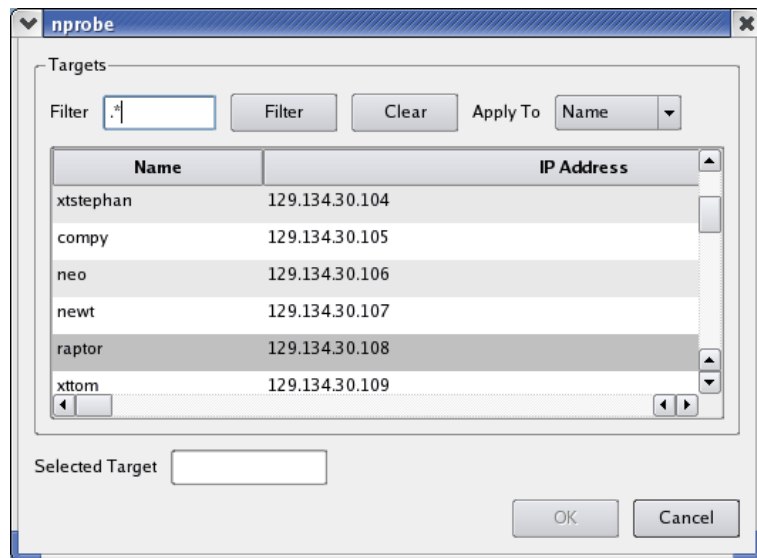 nprobe
Targets
Filter .* Filter Clear Apply To Name
Name IP Address
xtstephan 129.134.30.104
compy 129.134.30.105
neo 129.134.30.106
newt 129.134.30.107
raptor 129.134.30.108
xttom 129.134.30.109
Selected Target
OK Cancel